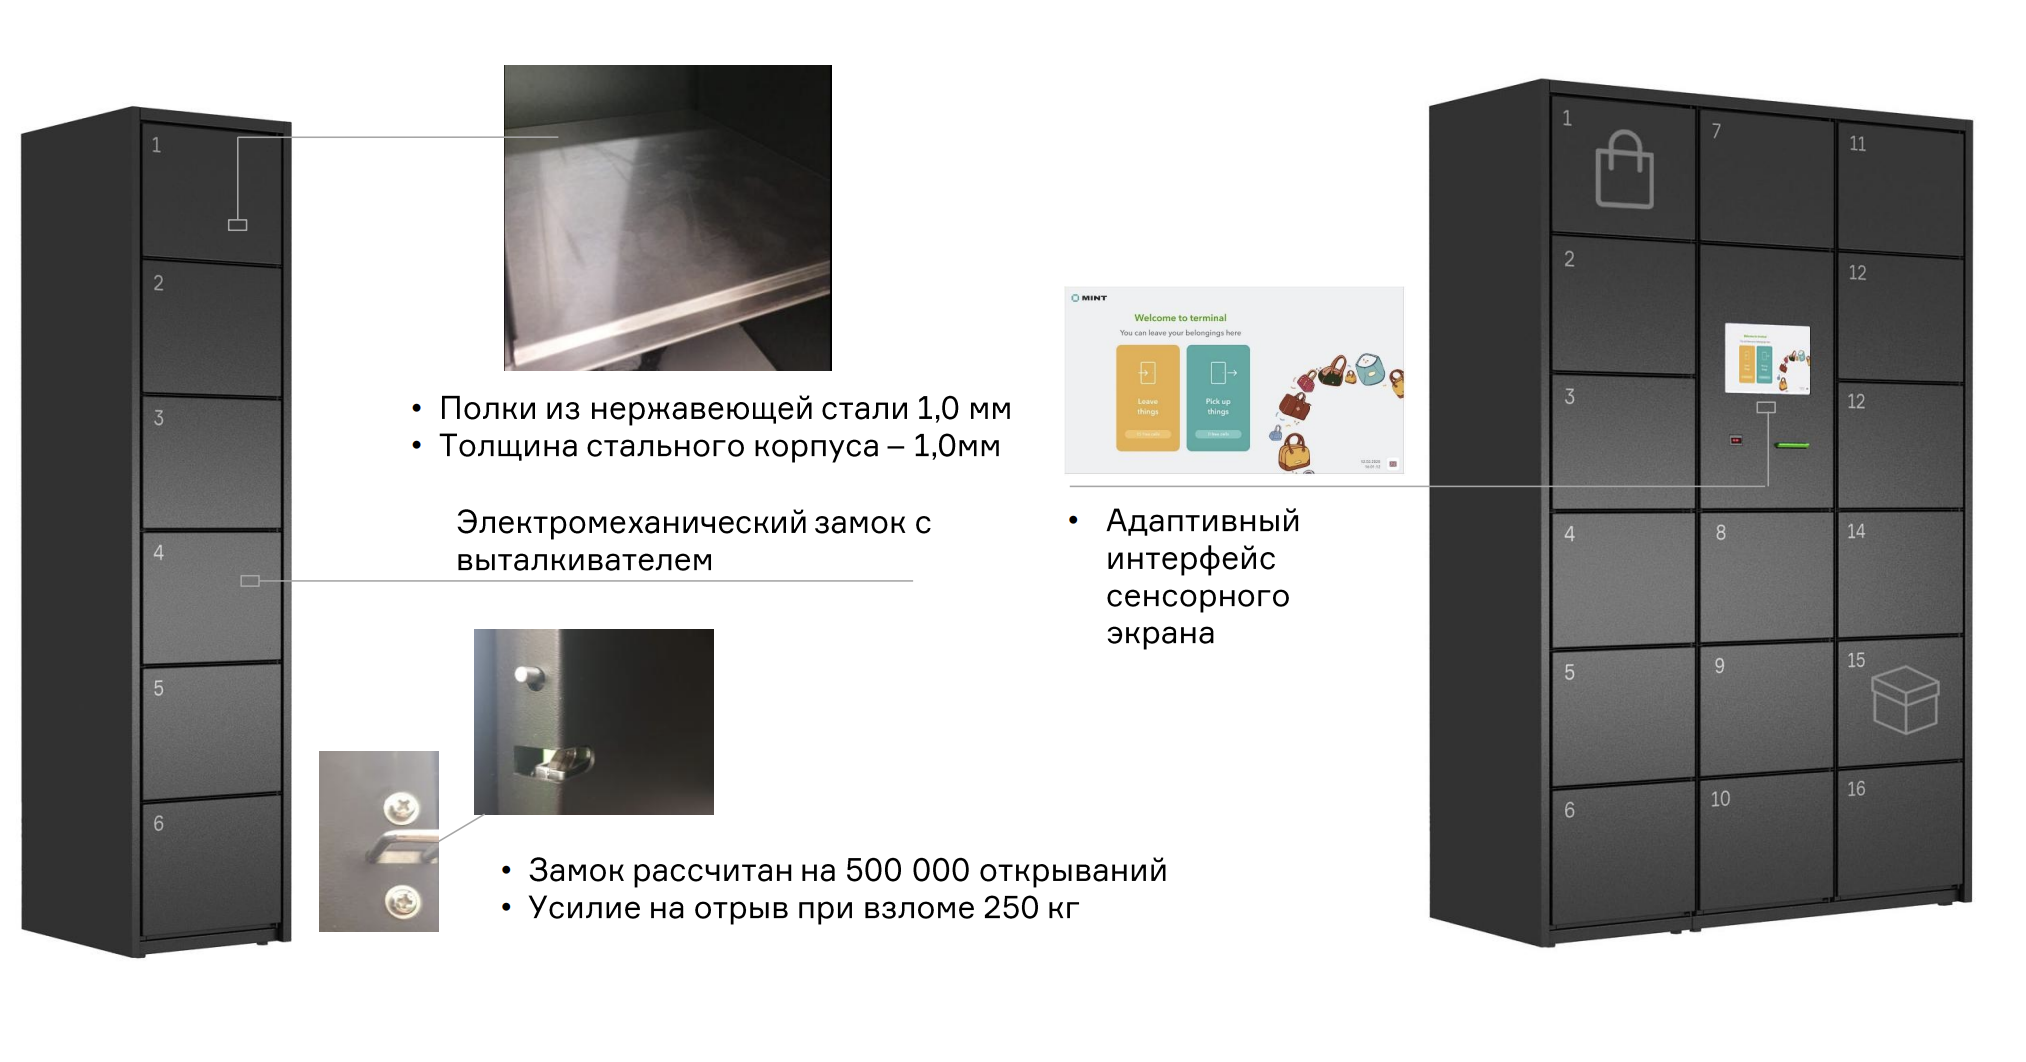 1
2
3
4
5
6
• Полки из нержавеющей стали 1,0 мм
• Толщина стального корпуса – 1,0мм
Электромеханический замок с
выталкивателем
• Замок рассчитан на 500 000 открываний
• Усилие на отрыв при взломе 250 кг
MINT
Welcome to terminal
You can leave your belongings here
Leave
things
Pick up
things
• Адаптивный
интерфейс
сенсорного
экрана
1
2
3
4
5
6
7
8
9
10
11
12
12
14
15
16